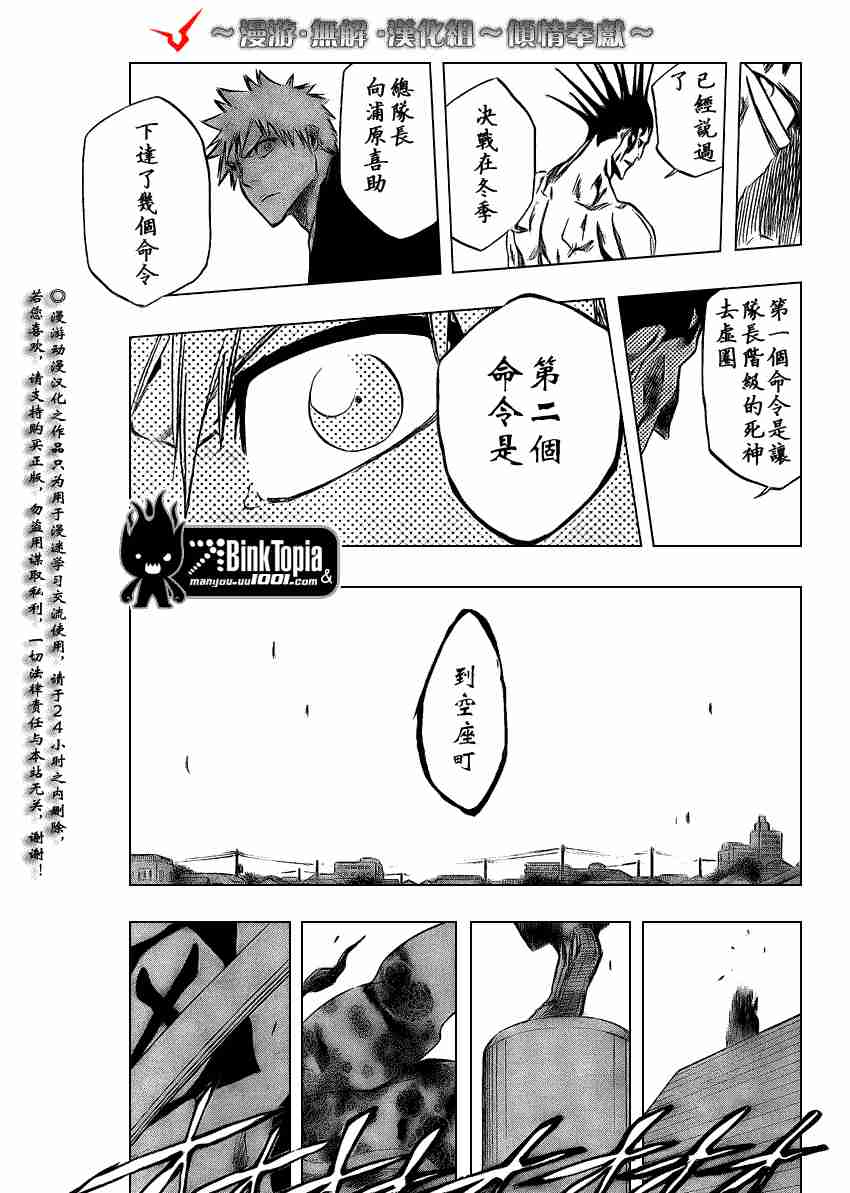 ～漫游·無解·漢化組～傾情奉獻～
已經說過
了
決戰在冬季
總隊長
向浦原喜助
下達了幾個命令
第一個命令是讓
隊長階級的死神
去虛圈
第二個
命令是
到空座町
BinkTopia
manyou-uu1001.com &
◎漫游动漫汉化之作品只为用于漫迷学习交流使用，请于24小时之内删除，
若您喜欢，请支持购买正版，勿盗用谋取私利，一切法律责任与本站无关，谢谢！